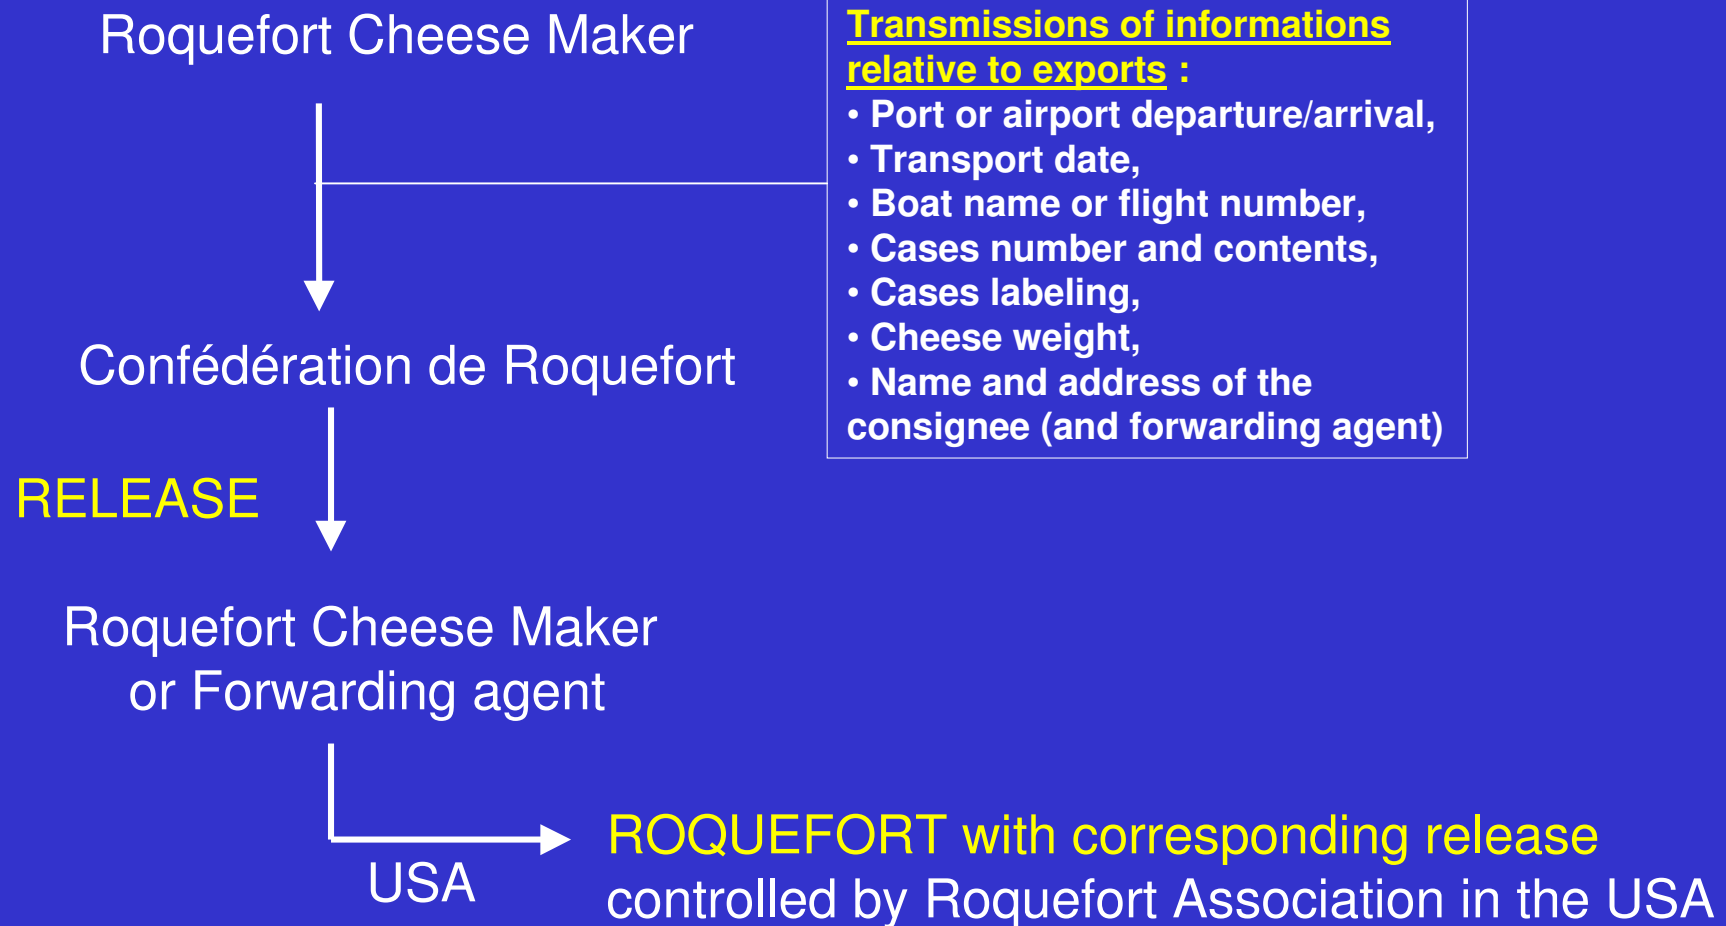 Roquefort Cheese Maker
Transmissions of informations
relative to exports :
• Port or airport departure/arrival,
• Transport date,
• Boat name or flight number,
• Cases number and contents,
• Cases labeling,
• Cheese weight,
• Name and address of the
consignee (and forwarding agent)
Confédération de Roquefort
RELEASE
Roquefort Cheese Maker
or Forwarding agent
USA
ROQUEFORT with corresponding release
controlled by Roquefort Association in the USA